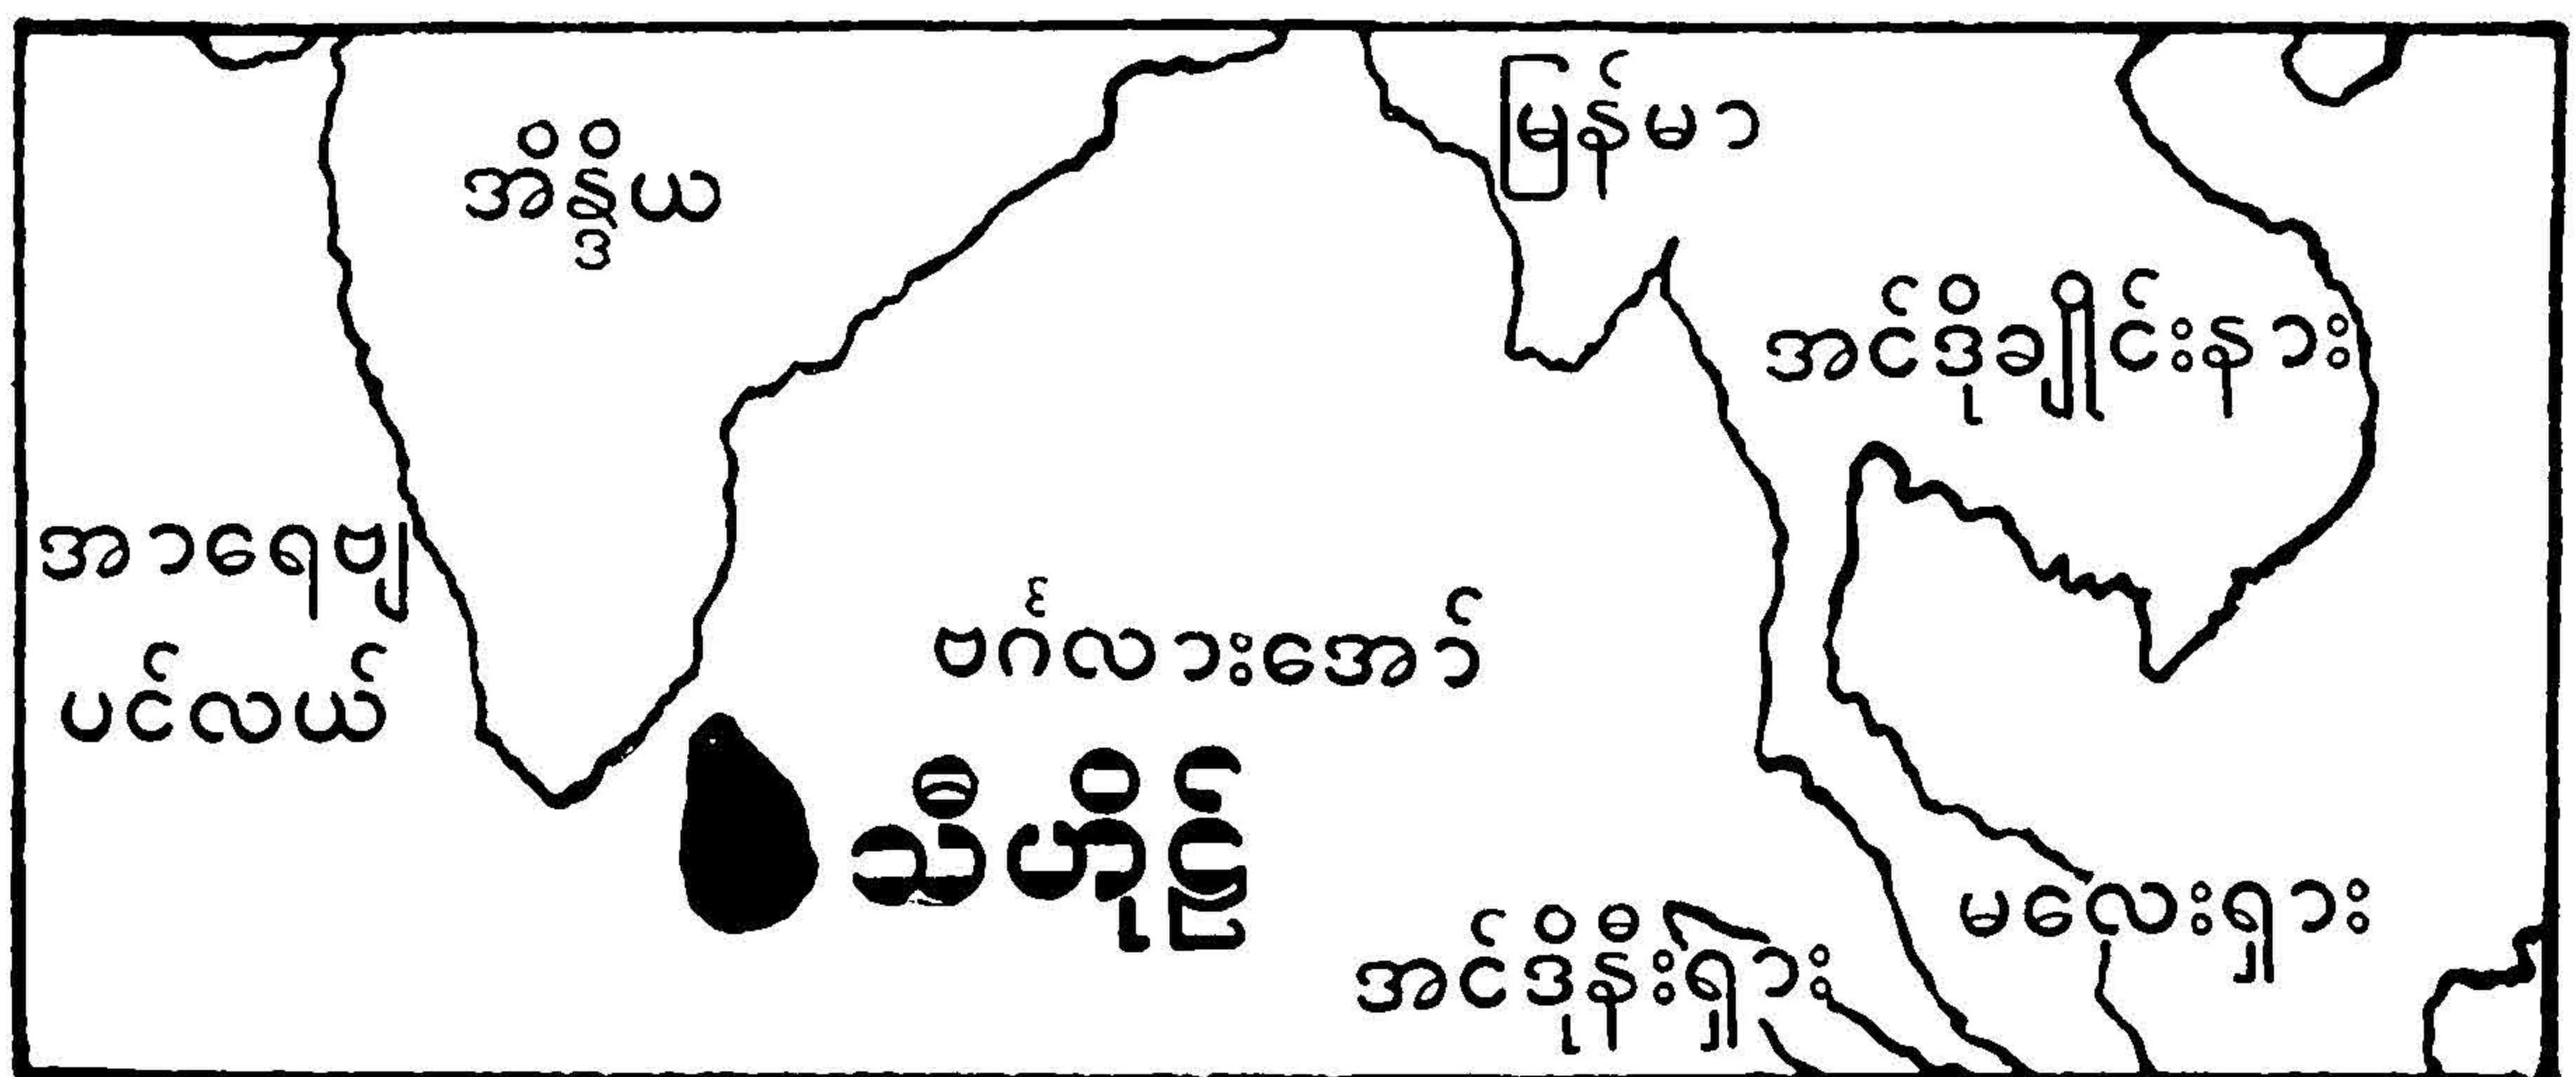 မြန်မာ
အိန္ဒိယ
အင်ဒိုချိုင်းနား
အာရေဗျ
ပင်လယ်
ဗင်္ဂလားအော်
သီဟိုဠ်
မလေးရှား
အင်ဒိုနီးရှား